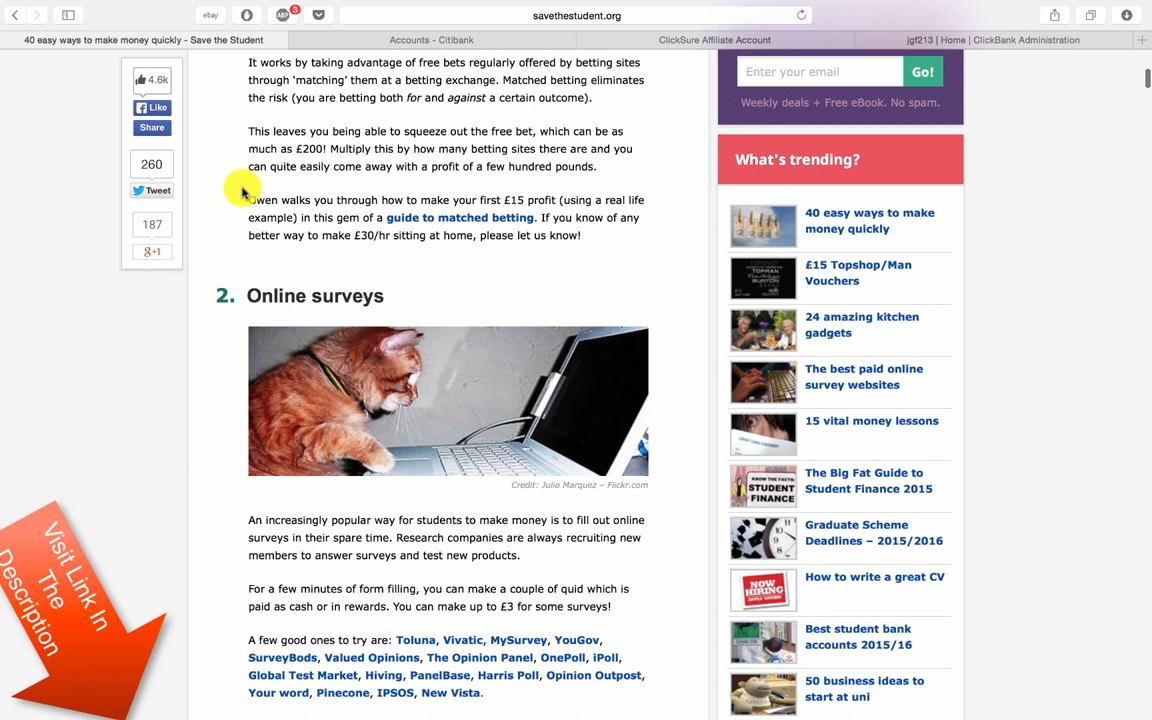 ebay
ABP
3
savethestudent.org
40 easy ways to make money quickly - Save the Student
Accounts - Citibank
ClickSure Affiliate Account
jgf213 | Home | ClickBank Administration
4.6k
Like
Share
260
Tweet
187
g+1
It works by taking advantage of free bets regularly offered by betting sites
through ‘matching’ them at a betting exchange. Matched betting eliminates
the risk (you are betting both for and against a certain outcome).
This leaves you being able to squeeze out the free bet, which can be as
much as £200! Multiply this by how many betting sites there are and you
can quite easily come away with a profit of a few hundred pounds.
Owen walks you through how to make your first £15 profit (using a real life
example) in this gem of a guide to matched betting. If you know of any
better way to make £30/hr sitting at home, please let us know!
2. Online surveys
Credit: Julio Marquez – Flickr.com
An increasingly popular way for students to make money is to fill out online
surveys in their spare time. Research companies are always recruiting new
members to answer surveys and test new products.
For a few minutes of form filling, you can make a couple of quid which is
paid as cash or in rewards. You can make up to £3 for some surveys!
A few good ones to try are: Toluna, Vivatic, MySurvey, YouGov,
SurveyBods, Valued Opinions, The Opinion Panel, OnePoll, iPoll,
Global Test Market, Hiving, PanelBase, Harris Poll, Opinion Outpost,
Your word, Pinecone, IPSOS, New Vista.
Enter your email
Go!
Weekly deals + Free eBook. No spam.
What's trending?
40 easy ways to make
money quickly
TOPSHOP
TOPMAN
£15 Topshop/Man
Vouchers
24 amazing kitchen
gadgets
The best paid online
survey websites
15 vital money lessons
KNOW THE FACTS:
STUDENT
FINANCE
The Big Fat Guide to
Student Finance 2015
Graduate Scheme
Deadlines – 2015/2016
NOW
HIRING
How to write a great CV
Best student bank
accounts 2015/16
50 business ideas to
start at uni
Visit Link In
The
Description